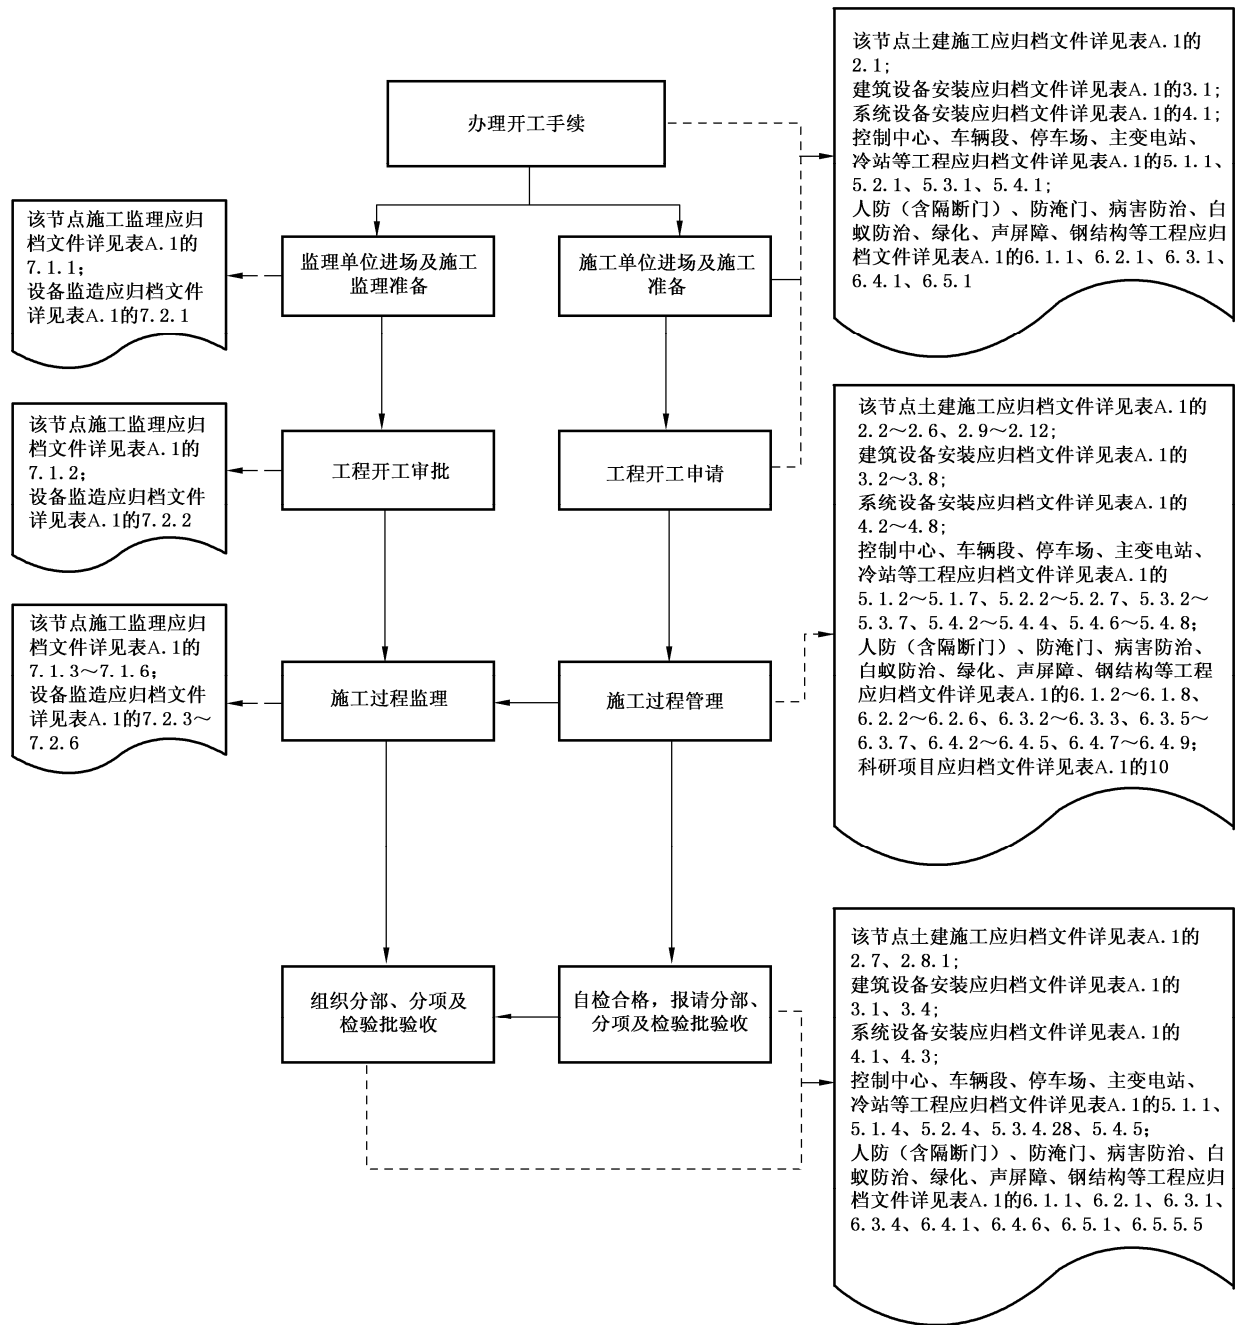 办理开工手续
该节点土建施工应归档文件详见表A.1的
2.1;
建筑设备安装应归档文件详见表A.1的3.1;
系统设备安装应归档文件详见表A.1的4.1;
控制中心、车辆段、停车场、主变电站、
冷站等工程应归档文件详见表A.1的5.1.1、
5.2.1、5.3.1、5.4.1;
人防（含隔断门）、防淹门、病害防治、白
蚁防治、绿化、声屏障、钢结构等工程应归
档文件详见表A.1的6.1.1、6.2.1、6.3.1、
6.4.1、6.5.1
该节点施工监理应归
档文件详见表A.1的
7.1.1;
设备监造应归档文件
详见表A.1的7.2.1
监理单位进场及施工
监理准备
施工单位进场及施工
准备
该节点施工监理应归
档文件详见表A.1的
7.1.2;
设备监造应归档文件
详见表A.1的7.2.2
工程开工审批
工程开工申请
该节点土建施工应归档文件详见表A.1的
2.2～2.6、2.9～2.12;
建筑设备安装应归档文件详见表A.1的
3.2～3.8;
系统设备安装应归档文件详见表A.1的
4.2～4.8;
控制中心、车辆段、停车场、主变电站、
冷站等工程应归档文件详见表A.1的
5.1.2～5.1.7、5.2.2～5.2.7、5.3.2～
5.3.7、5.4.2～5.4.4、5.4.6～5.4.8;
人防（含隔断门）、防淹门、病害防治、
白蚁防治、绿化、声屏障、钢结构等工程
应归档文件详见表A.1的6.1.2～6.1.8、
6.2.2～6.2.6、6.3.2～6.3.3、6.3.5～
6.3.7、6.4.2～6.4.5、6.4.7～6.4.9;
科研项目应归档文件详见表A.1的10
该节点施工监理应归
档文件详见表A.1的
7.1.3～7.1.6;
设备监造应归档文件
详见表A.1的7.2.3～
7.2.6
施工过程监理
施工过程管理
组织分部、分项及
检验批验收
自检合格，报请分部、
分项及检验批验收
该节点土建施工应归档文件详见表A.1的
2.7、2.8.1;
建筑设备安装应归档文件详见表A.1的
3.1、3.4;
系统设备安装应归档文件详见表A.1的
4.1、4.3;
控制中心、车辆段、停车场、主变电站、
冷站等工程应归档文件详见表A.1的5.1.1、
5.1.4、5.2.4、5.3.4.28、5.4.5;
人防（含隔断门）、防淹门、病害防治、白
蚁防治、绿化、声屏障、钢结构等工程应归
档文件详见表A.1的6.1.1、6.2.1、6.3.1、
6.3.4、6.4.1、6.4.6、6.5.1、6.5.5.5